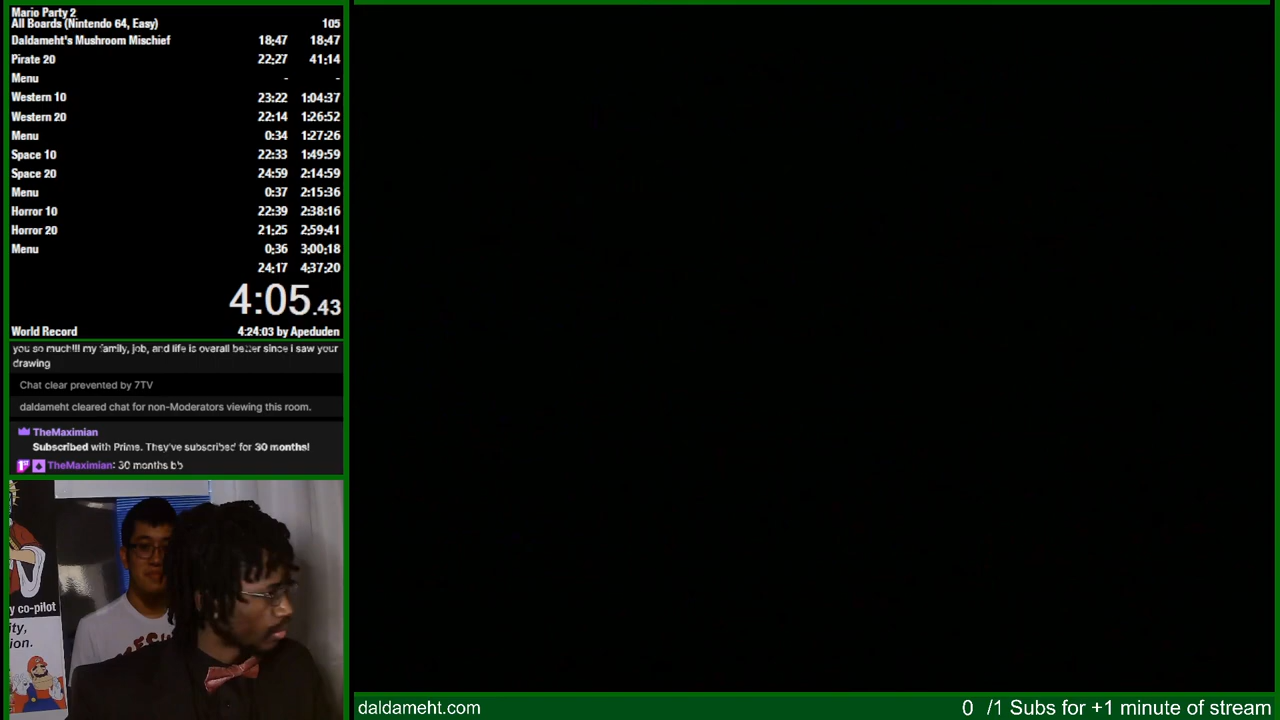 Mario Party 2
All Boards (Nintendo 64, Easy) 105
Daldameht's Mushroom Mischief 18:47 18:47
Pirate 20 22:27 41:14
Menu - -
Western 10 23:22 1:04:37
Western 20 22:14 1:26:52
Menu 0:34 1:27:26
Space 10 22:33 1:49:59
Space 20 24:59 2:14:59
Menu 0:37 2:15:36
Horror 10 22:39 2:38:16
Horror 20 21:25 2:59:41
Menu 0:36 3:00:18
24:17 4:37:20
4:05.43
World Record 4:24:03 by Apeduden
you so much!!! my family, job, and life is overall better since i saw your
drawing
Chat clear prevented by 7TV
daldameht cleared chat for non-Moderators viewing this room.
TheMaximian
Subscribed with Prime. They've subscribed for 30 months!
1st TheMaximian: 30 months bb
y co-pilot
ity,
ion.
daldameht.com
0 /1 Subs for +1 minute of stream